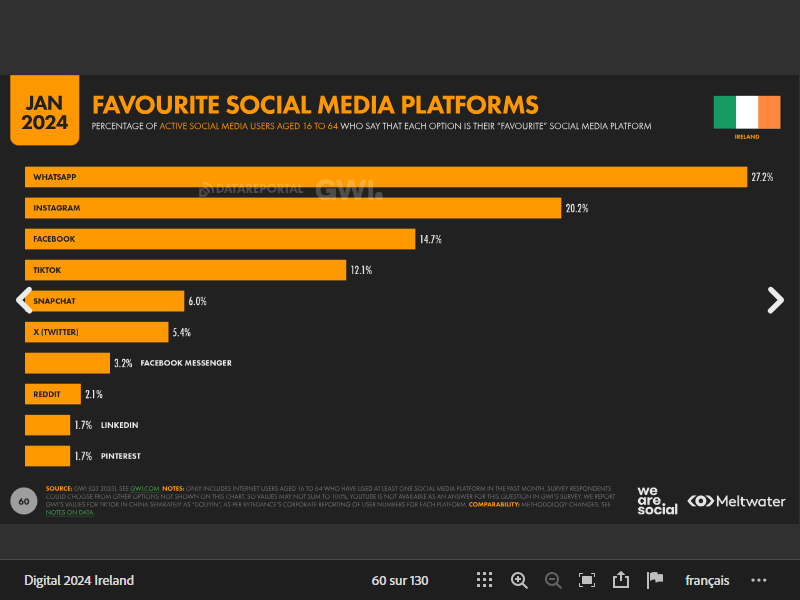 JAN
2024
FAVOURITE SOCIAL MEDIA PLATFORMS
PERCENTAGE OF ACTIVE SOCIAL MEDIA USERS AGED 16 TO 64 WHO SAY THAT EACH OPTION IS THEIR "FAVOURITE" SOCIAL MEDIA PLATFORM
IRELAND
WHATSAPP 27.2%
DATAREPORTAL GWI.
INSTAGRAM 20.2%
FACEBOOK 14.7%
TIKTOK 12.1%
SNAPCHAT 6.0%
X (TWITTER) 5.4%
3.2% FACEBOOK MESSENGER
REDDIT 2.1%
1.7% LINKEDIN
1.7% PINTEREST
60
SOURCE: GWI (Q3 2023). SEE GWI.COM. NOTES: ONLY INCLUDES INTERNET USERS AGED 16 TO 64 WHO HAVE USED AT LEAST ONE SOCIAL MEDIA PLATFORM IN THE PAST MONTH. SURVEY RESPONDENTS
COULD CHOOSE FROM OTHER OPTIONS NOT SHOWN ON THIS CHART, SO VALUES MAY NOT SUM TO 100%. YOUTUBE IS NOT AVAILABLE AS AN ANSWER FOR THIS QUESTION IN GWI'S SURVEY. WE REPORT
GWI'S VALUES FOR TIKTOK IN CHINA SEPARATELY AS "DOUYIN", AS PER BYTEDANCE'S CORPORATE REPORTING OF USER NUMBERS FOR EACH PLATFORM. COMPARABILITY: METHODOLOGY CHANGES. SEE
NOTES ON DATA.
we
are.
social
Meltwater
Digital 2024 Ireland
60 sur 130
français